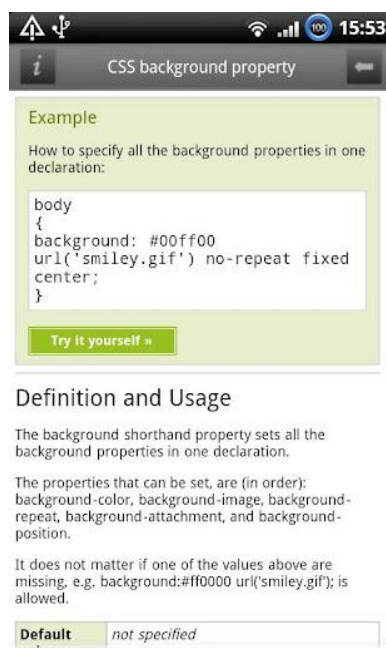 100 15:53
i CSS background property
Example
How to specify all the background properties in one
declaration:
body
{
background: #00ff00
url('smiley.gif') no-repeat fixed
center;
}
Try it yourself »
Definition and Usage
The background shorthand property sets all the
background properties in one declaration.
The properties that can be set, are (in order):
background-color, background-image, background-
repeat, background-attachment, and background-
position.
It does not matter if one of the values above are
missing, e.g. background:#ff0000 url('smiley.gif'); is
allowed.
Default not specified